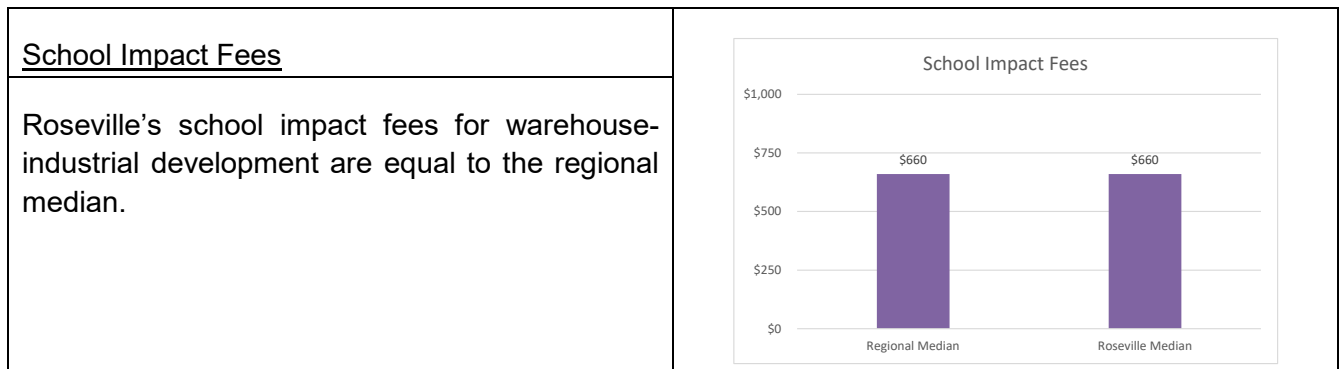 School Impact Fees
Roseville’s school impact fees for warehouse-
industrial development are equal to the regional
median.
School Impact Fees
$1,000
$750
$660
$660
$500
$250
$0
Regional Median
Roseville Median